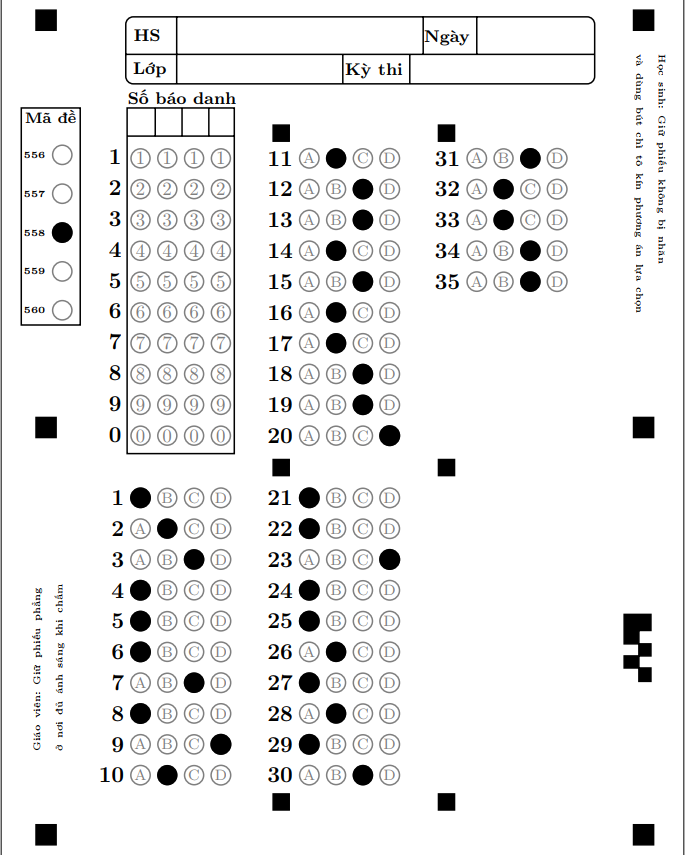 HS
Ngày
Lớp
Kỳ thi
Học sinh: Giữ phiếu không bị nhăn
và dùng bút chì tô kín phương án lựa chọn
Mã đề
556
557
558
559
560
Số báo danh
1 1 1 1 1
2 2 2 2 2
3 3 3 3 3
4 4 4 4 4
5 5 5 5 5
6 6 6 6 6
7 7 7 7 7
8 8 8 8 8
9 9 9 9 9
0 0 0 0 0
11 A C D
12 A B D
13 A B D
14 A C D
15 A B D
16 A C D
17 A C D
18 A B D
19 A B D
20 A B C
31 A B D
32 A C D
33 A C D
34 A B D
35 A B D
1 B C D
2 A C D
3 A B D
4 B C D
5 B C D
6 B C D
7 A B D
8 B C D
9 A B C
10 A C D
21 B C D
22 B C D
23 A B C
24 B C D
25 B C D
26 A C D
27 B C D
28 A C D
29 B C D
30 A B D
Giáo viên: Giữ phiếu phẳng
ở nơi đủ ánh sáng khi chấm